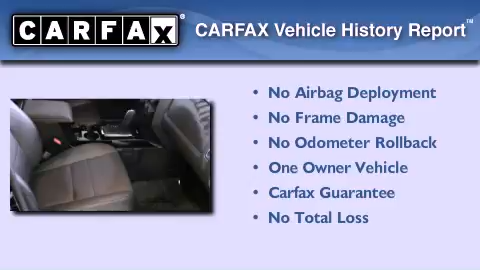 CARFAX® CARFAX Vehicle History Report™
• No Airbag Deployment
• No Frame Damage
• No Odometer Rollback
• One Owner Vehicle
• Carfax Guarantee
• No Total Loss